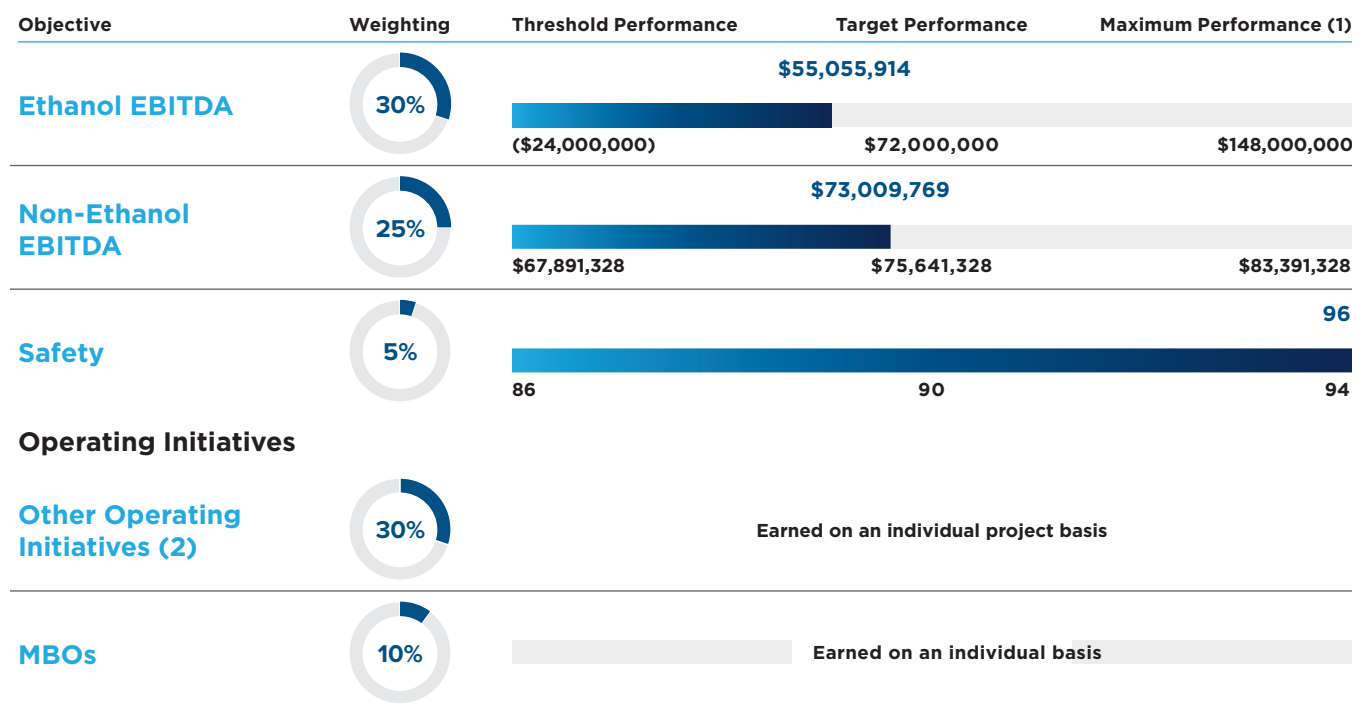 Objective Weighting Threshold Performance Target Performance Maximum Performance (1)
$55,055,914
Ethanol EBITDA 30%
($24,000,000) $72,000,000 $148,000,000
$73,009,769
Non-Ethanol
EBITDA
25%
$67,891,328 $75,641,328 $83,391,328
96
Safety 5%
86 90 94
Operating Initiatives
Other Operating
Initiatives (2)
30% Earned on an individual project basis
MBOs 10% Earned on an individual basis